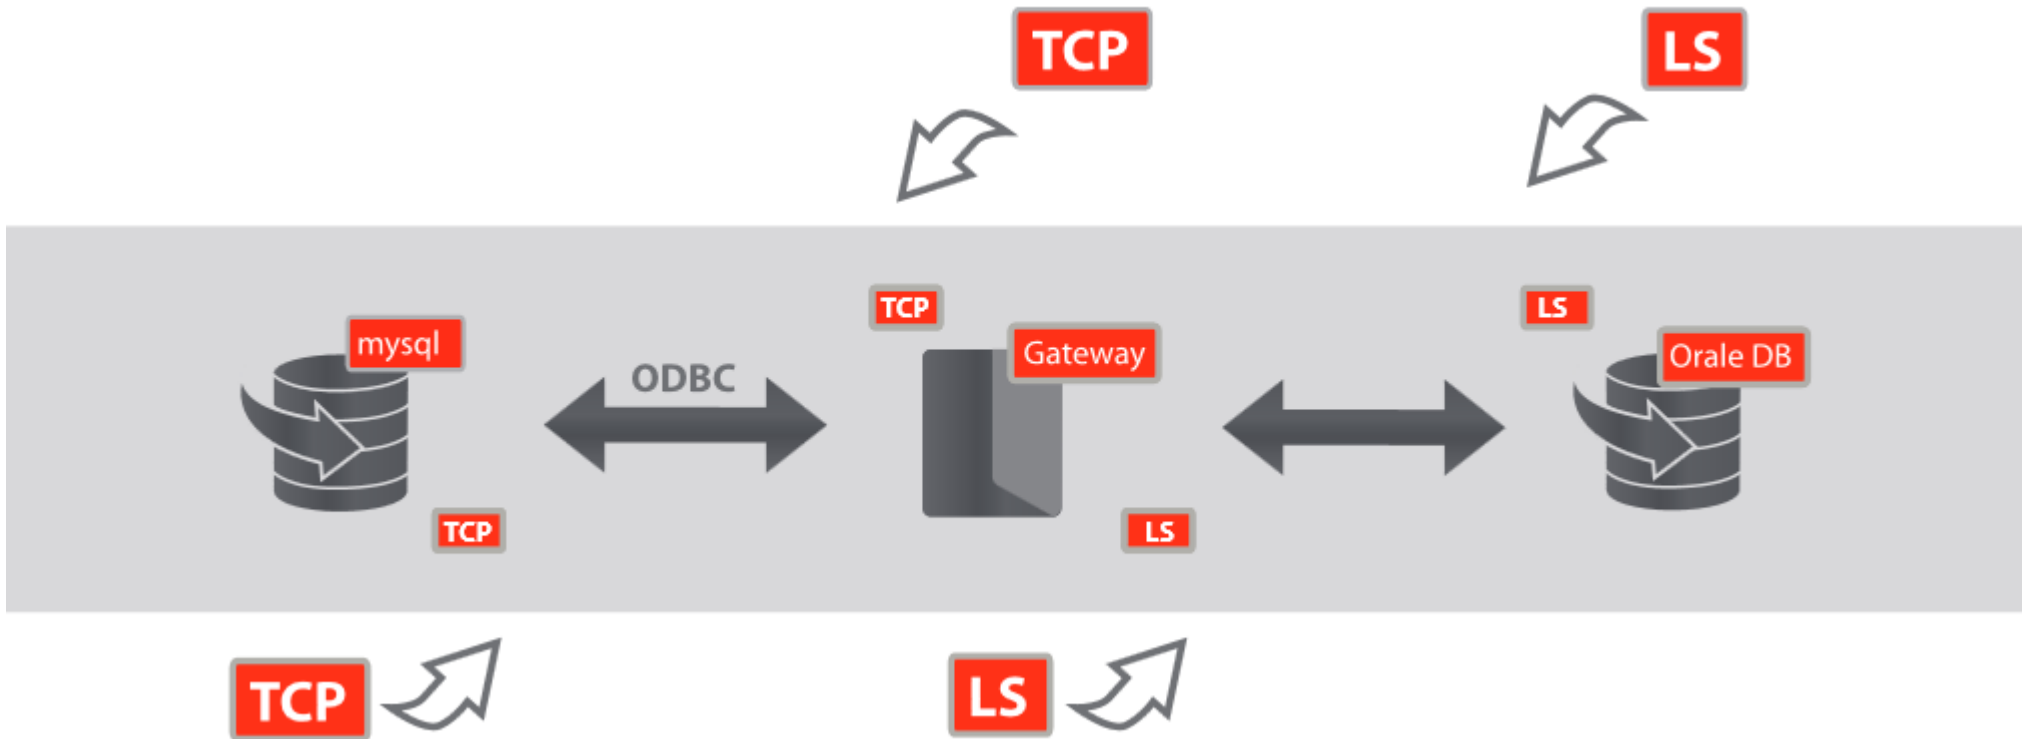 TCP
LS
TCP
LS
mysql
Gateway
Orale DB
ODBC
TCP
LS
TCP
LS